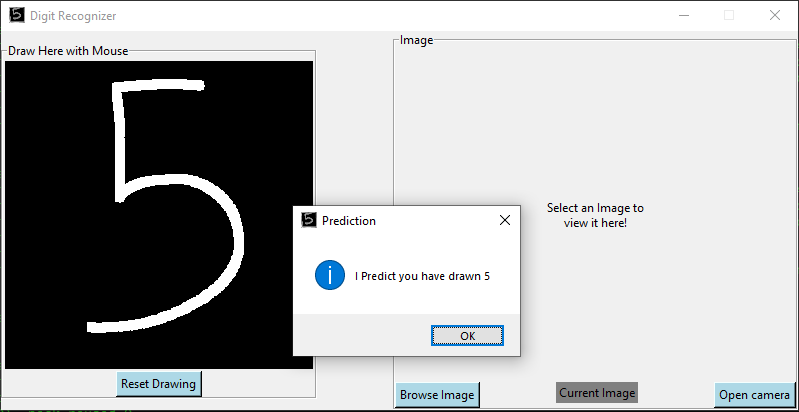 Digit Recognizer
Draw Here with Mouse
5
Reset Drawing
Image
Select an Image to
view it here!
Browse Image
Current Image
Open camera
Prediction
I Predict you have drawn 5
OK